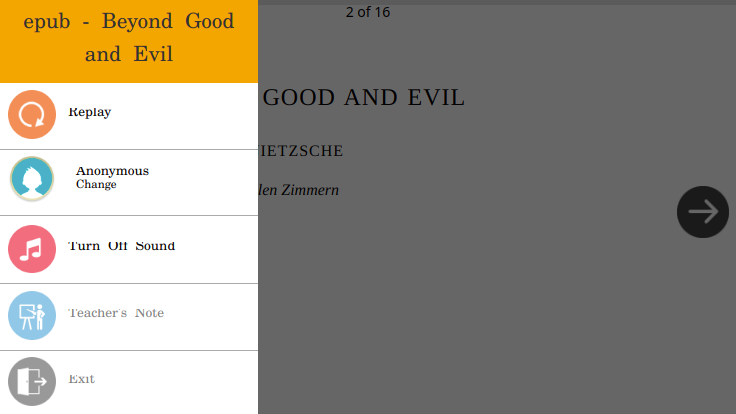 epub - Beyond Good
and Evil
2 of 16
GOOD AND EVIL
IETZSCHE
len Zimmern
Replay
Anonymous
Change
Turn Off Sound
Teacher's Note
Exit